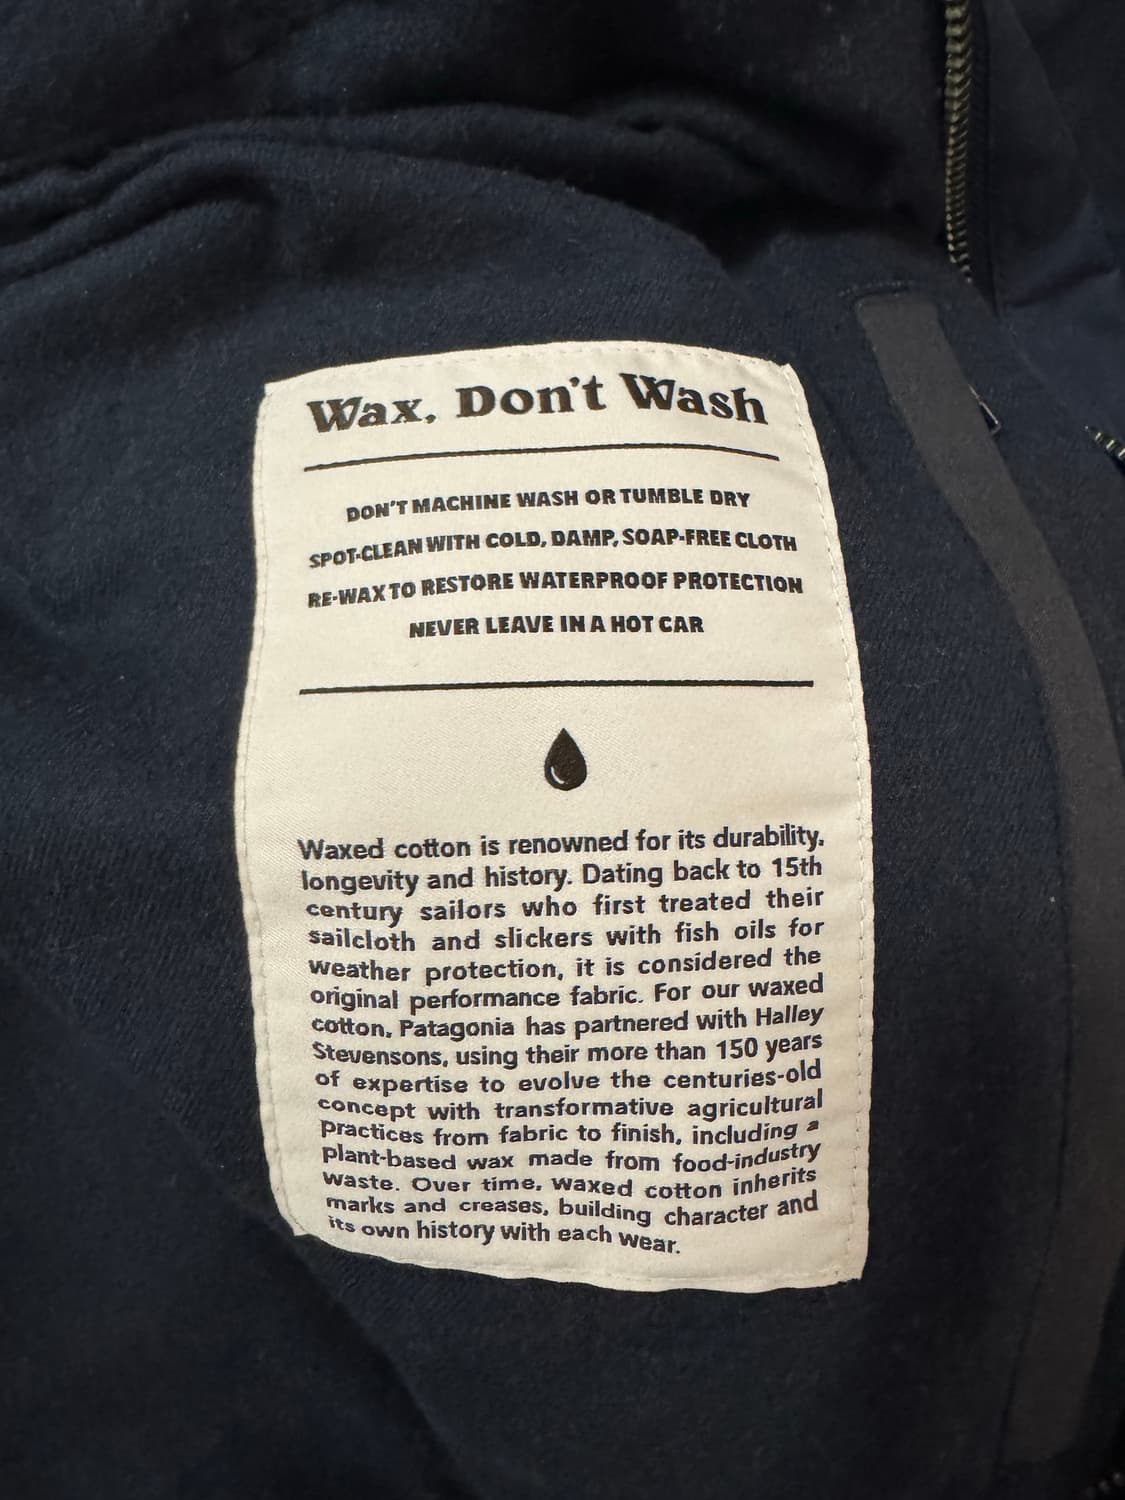 Wax, Don't Wash
DON'T MACHINE WASH OR TUMBLE DRY
SPOT-CLEAN WITH COLD, DAMP, SOAP-FREE CLOTH
RE-WAX TO RESTORE WATERPROOF PROTECTION
NEVER LEAVE IN A HOT CAR
Waxed cotton is renowned for its durability,
longevity and history. Dating back to 15th
century sailors who first treated their
sailcloth and slickers with fish oils for
weather protection, it is considered the
original performance fabric. For our waxed
cotton, Patagonia has partnered with Halley
Stevensons, using their more than 150 years
of expertise to evolve the centuries-old
concept with transformative agricultural
practices from fabric to finish, including a
plant-based wax made from food-industry
waste. Over time, waxed cotton inherits
marks and creases, building character and
its own history with each wear.